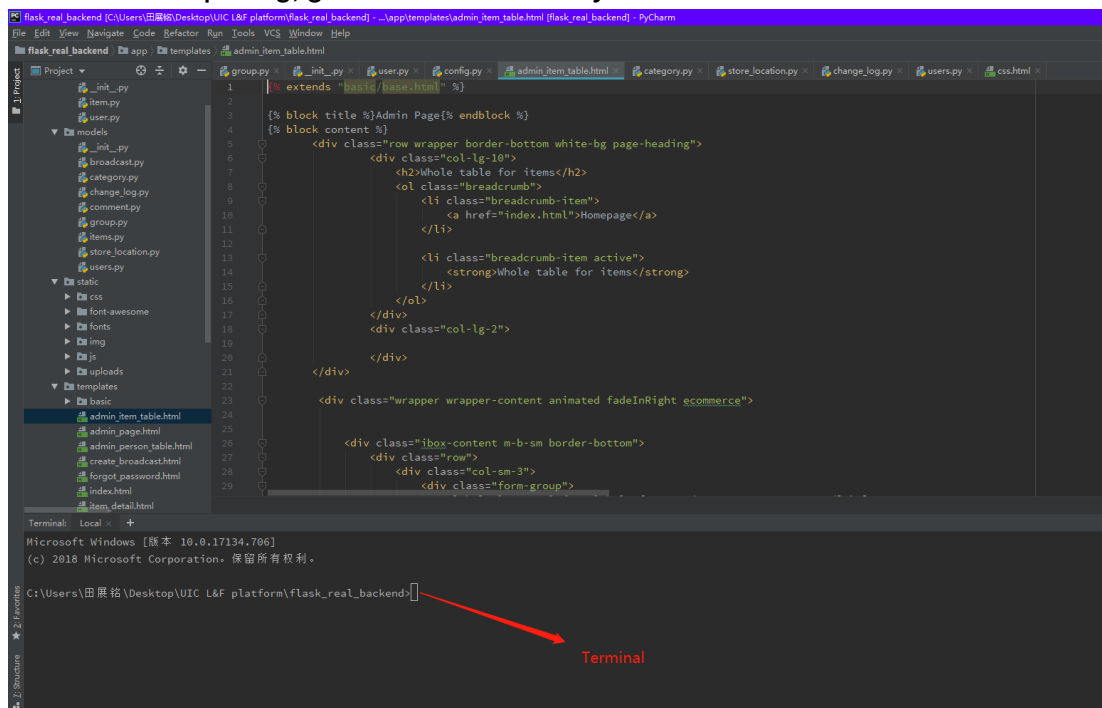 flask_real_backend [C:\Users\田展铭\Desktop\UIC L&F platform\flask_real_backend] - ...\app\templates\admin_item_table.html [flask_real_backend] - PyCharm
File Edit View Navigate Code Refactor Run Tools VCS Window Help
flask_real_backend app templates admin_item_table.html
1: Project
Project
group.py __init__.py user.py config.py admin_item_table.html category.py store_location.py change_log.py users.py css.html
__init__.py
item.py
user.py
models
__init__.py
broadcast.py
category.py
change_log.py
comment.py
group.py
items.py
store_location.py
users.py
static
css
font-awesome
fonts
img
js
uploads
templates
basic
admin_item_table.html
admin_page.html
admin_person_table.html
create_broadcast.html
forgot_password.html
index.html
item_detail.html
1 {% extends "basic/base.html" %}
2
3 {% block title %}Admin Page{% endblock %}
4 {% block content %}
5 <div class="row wrapper border-bottom white-bg page-heading">
6 <div class="col-lg-10">
7 <h2>Whole table for items</h2>
8 <ol class="breadcrumb">
9 <li class="breadcrumb-item">
10 <a href="index.html">Homepage</a>
11 </li>
12
13 <li class="breadcrumb-item active">
14 <strong>Whole table for items</strong>
15 </li>
16 </ol>
17 </div>
18 <div class="col-lg-2">
19
20 </div>
21 </div>
22
23 <div class="wrapper wrapper-content animated fadeInRight ecommerce">
24
25
26 <div class="ibox-content m-b-sm border-bottom">
27 <div class="row">
28 <div class="col-sm-3">
29 <div class="form-group">
Terminal: Local +
Microsoft Windows [版本 10.0.17134.706]
(c) 2018 Microsoft Corporation。保留所有权利。
C:\Users\田展铭\Desktop\UIC L&F platform\flask_real_backend>
Terminal
2: Favorites
Z: Structure